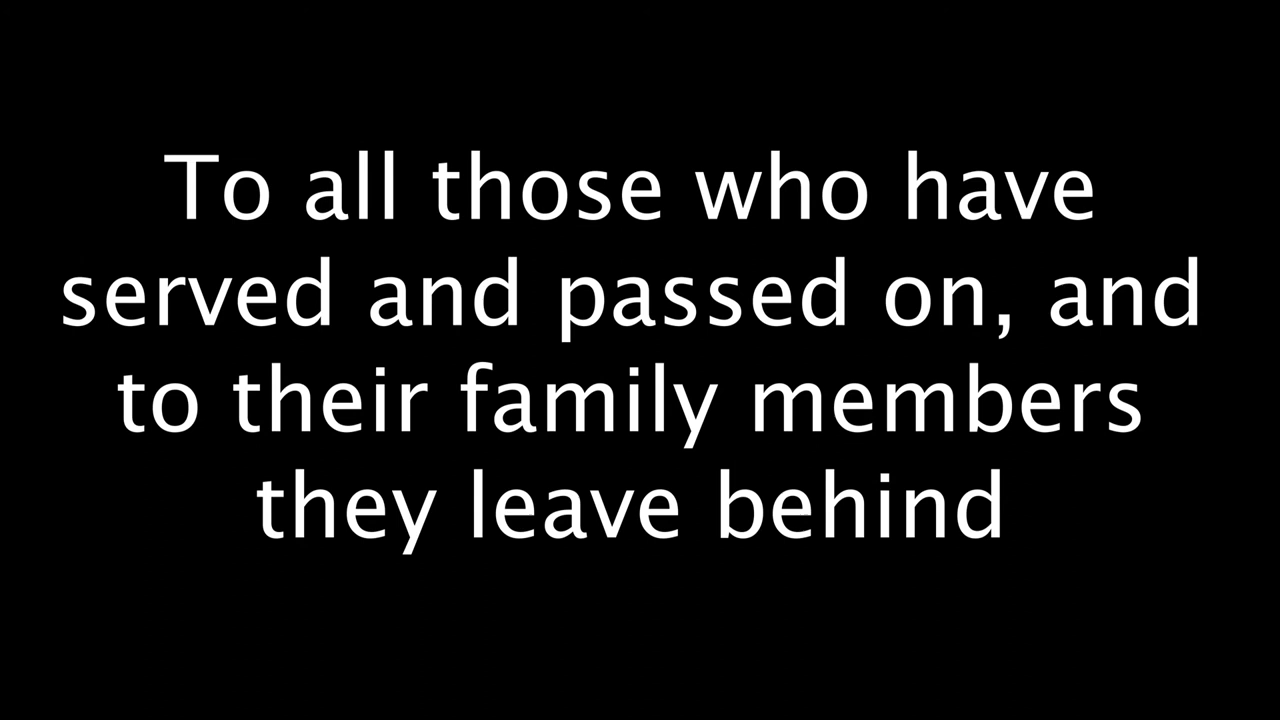 To all those who have
served and passed on, and
to their family members
they leave behind